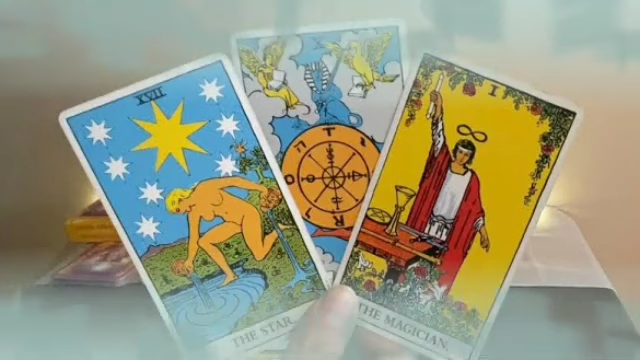 XVII
THE STAR.
X
T
A
R
O
I
THE MAGICIAN.